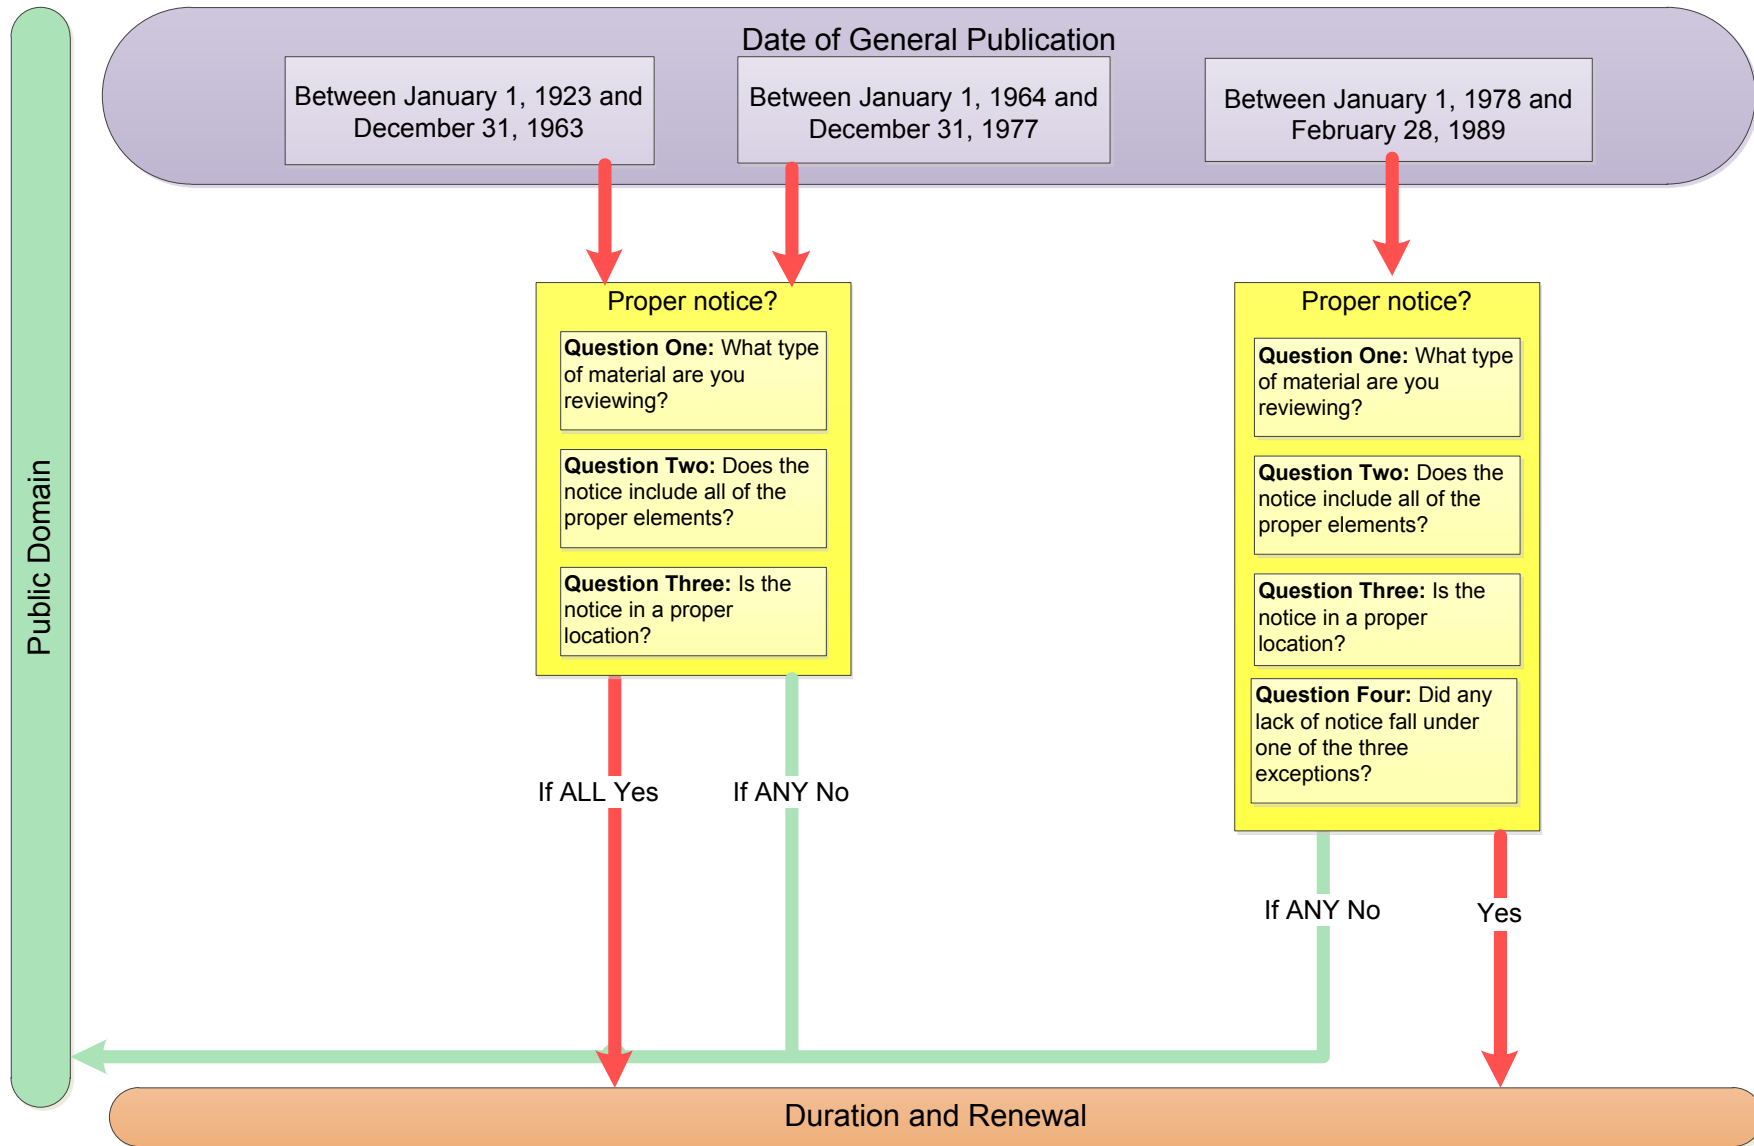 Date of General Publication
Between January 1, 1923 and
December 31, 1963
Between January 1, 1964 and
December 31, 1977
Between January 1, 1978 and
February 28, 1989
Public Domain
Proper notice?
Question One: What type
of material are you
reviewing?
Question Two: Does the
notice include all of the
proper elements?
Question Three: Is the
notice in a proper
location?
If ALL Yes
If ANY No
Proper notice?
Question One: What type
of material are you
reviewing?
Question Two: Does the
notice include all of the
proper elements?
Question Three: Is the
notice in a proper
location?
Question Four: Did any
lack of notice fall under
one of the three
exceptions?
If ANY No
Yes
Duration and Renewal